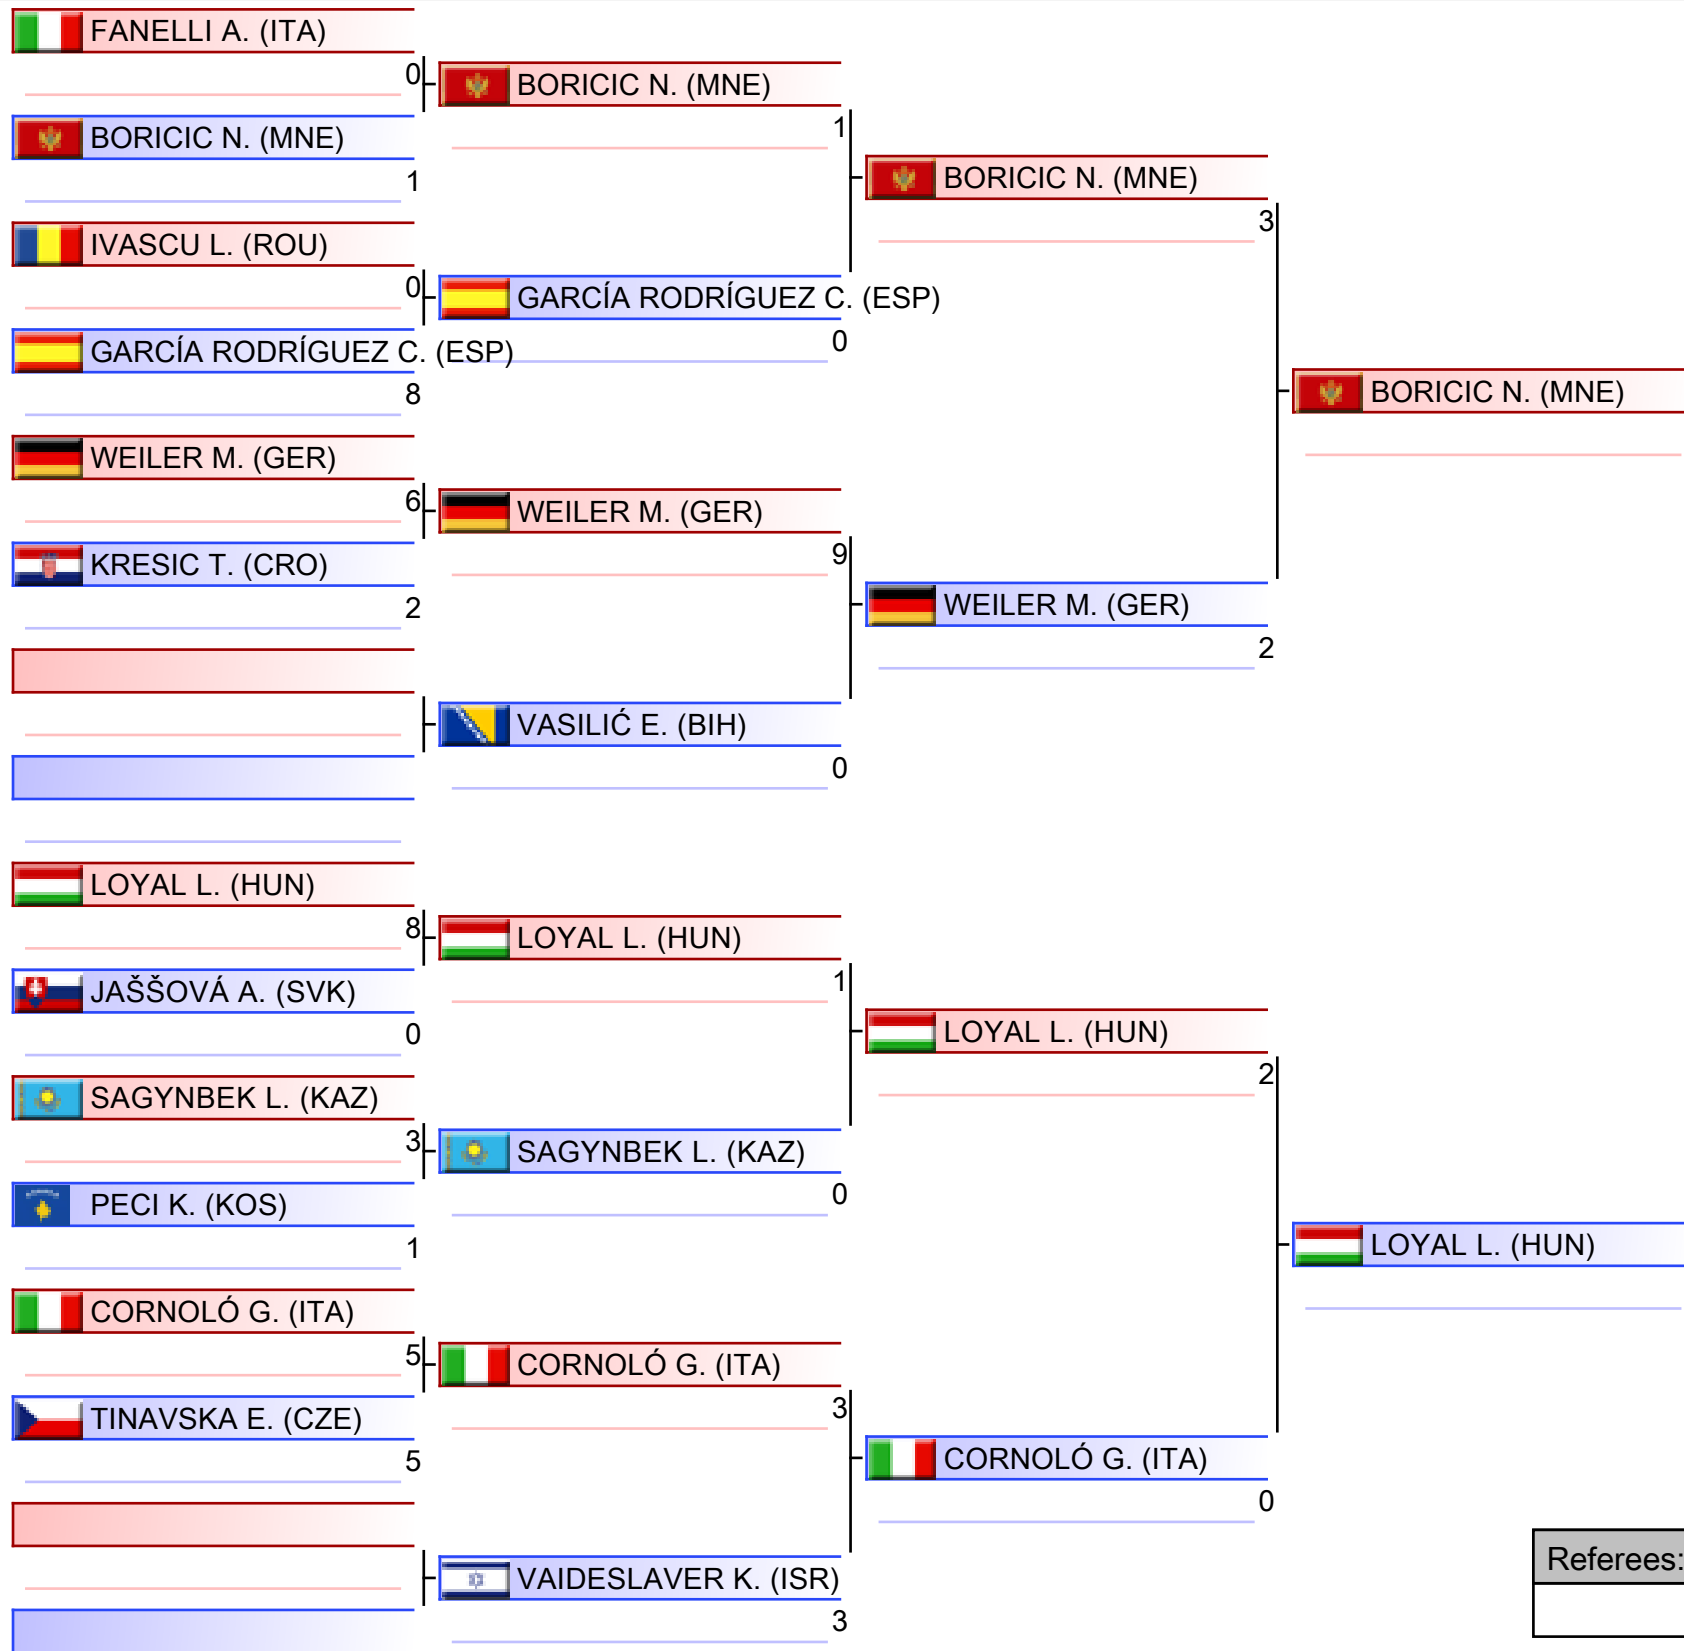 FANELLI A. (ITA)
0
BORICIC N. (MNE)
1
IVASCU L. (ROU)
0
GARCÍA RODRÍGUEZ C. (ESP)
8
WEILER M. (GER)
6
KRESIC T. (CRO)
2
LOYAL L. (HUN)
8
JAŠŠOVÁ A. (SVK)
0
SAGYNBEK L. (KAZ)
3
PECI K. (KOS)
1
CORNOLÓ G. (ITA)
5
TINAVSKA E. (CZE)
5
BORICIC N. (MNE)
1
GARCÍA RODRÍGUEZ C. (ESP)
0
WEILER M. (GER)
9
VASILIĆ E. (BIH)
0
LOYAL L. (HUN)
1
SAGYNBEK L. (KAZ)
0
CORNOLÓ G. (ITA)
3
VAIDESLAVER K. (ISR)
3
BORICIC N. (MNE)
3
WEILER M. (GER)
2
LOYAL L. (HUN)
2
CORNOLÓ G. (ITA)
0
BORICIC N. (MNE)
LOYAL L. (HUN)
Referees: